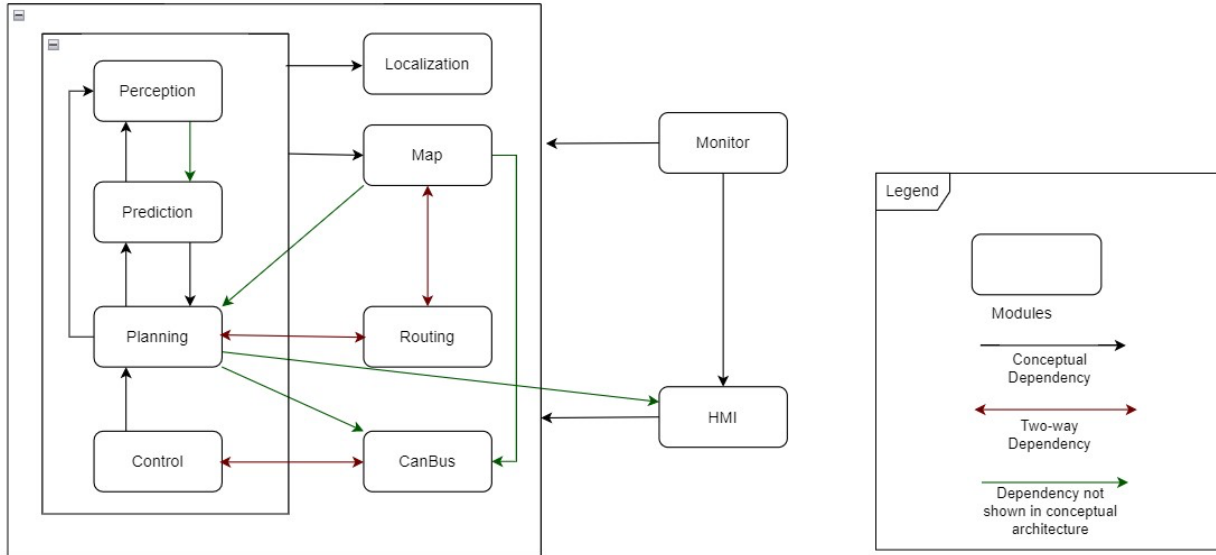 Localization
Perception
Map
Monitor
Prediction
Planning
Routing
HMI
Control
CanBus
Legend
Modules
Conceptual
Dependency
Two-way
Dependency
Dependency not
shown in conceptual
architecture